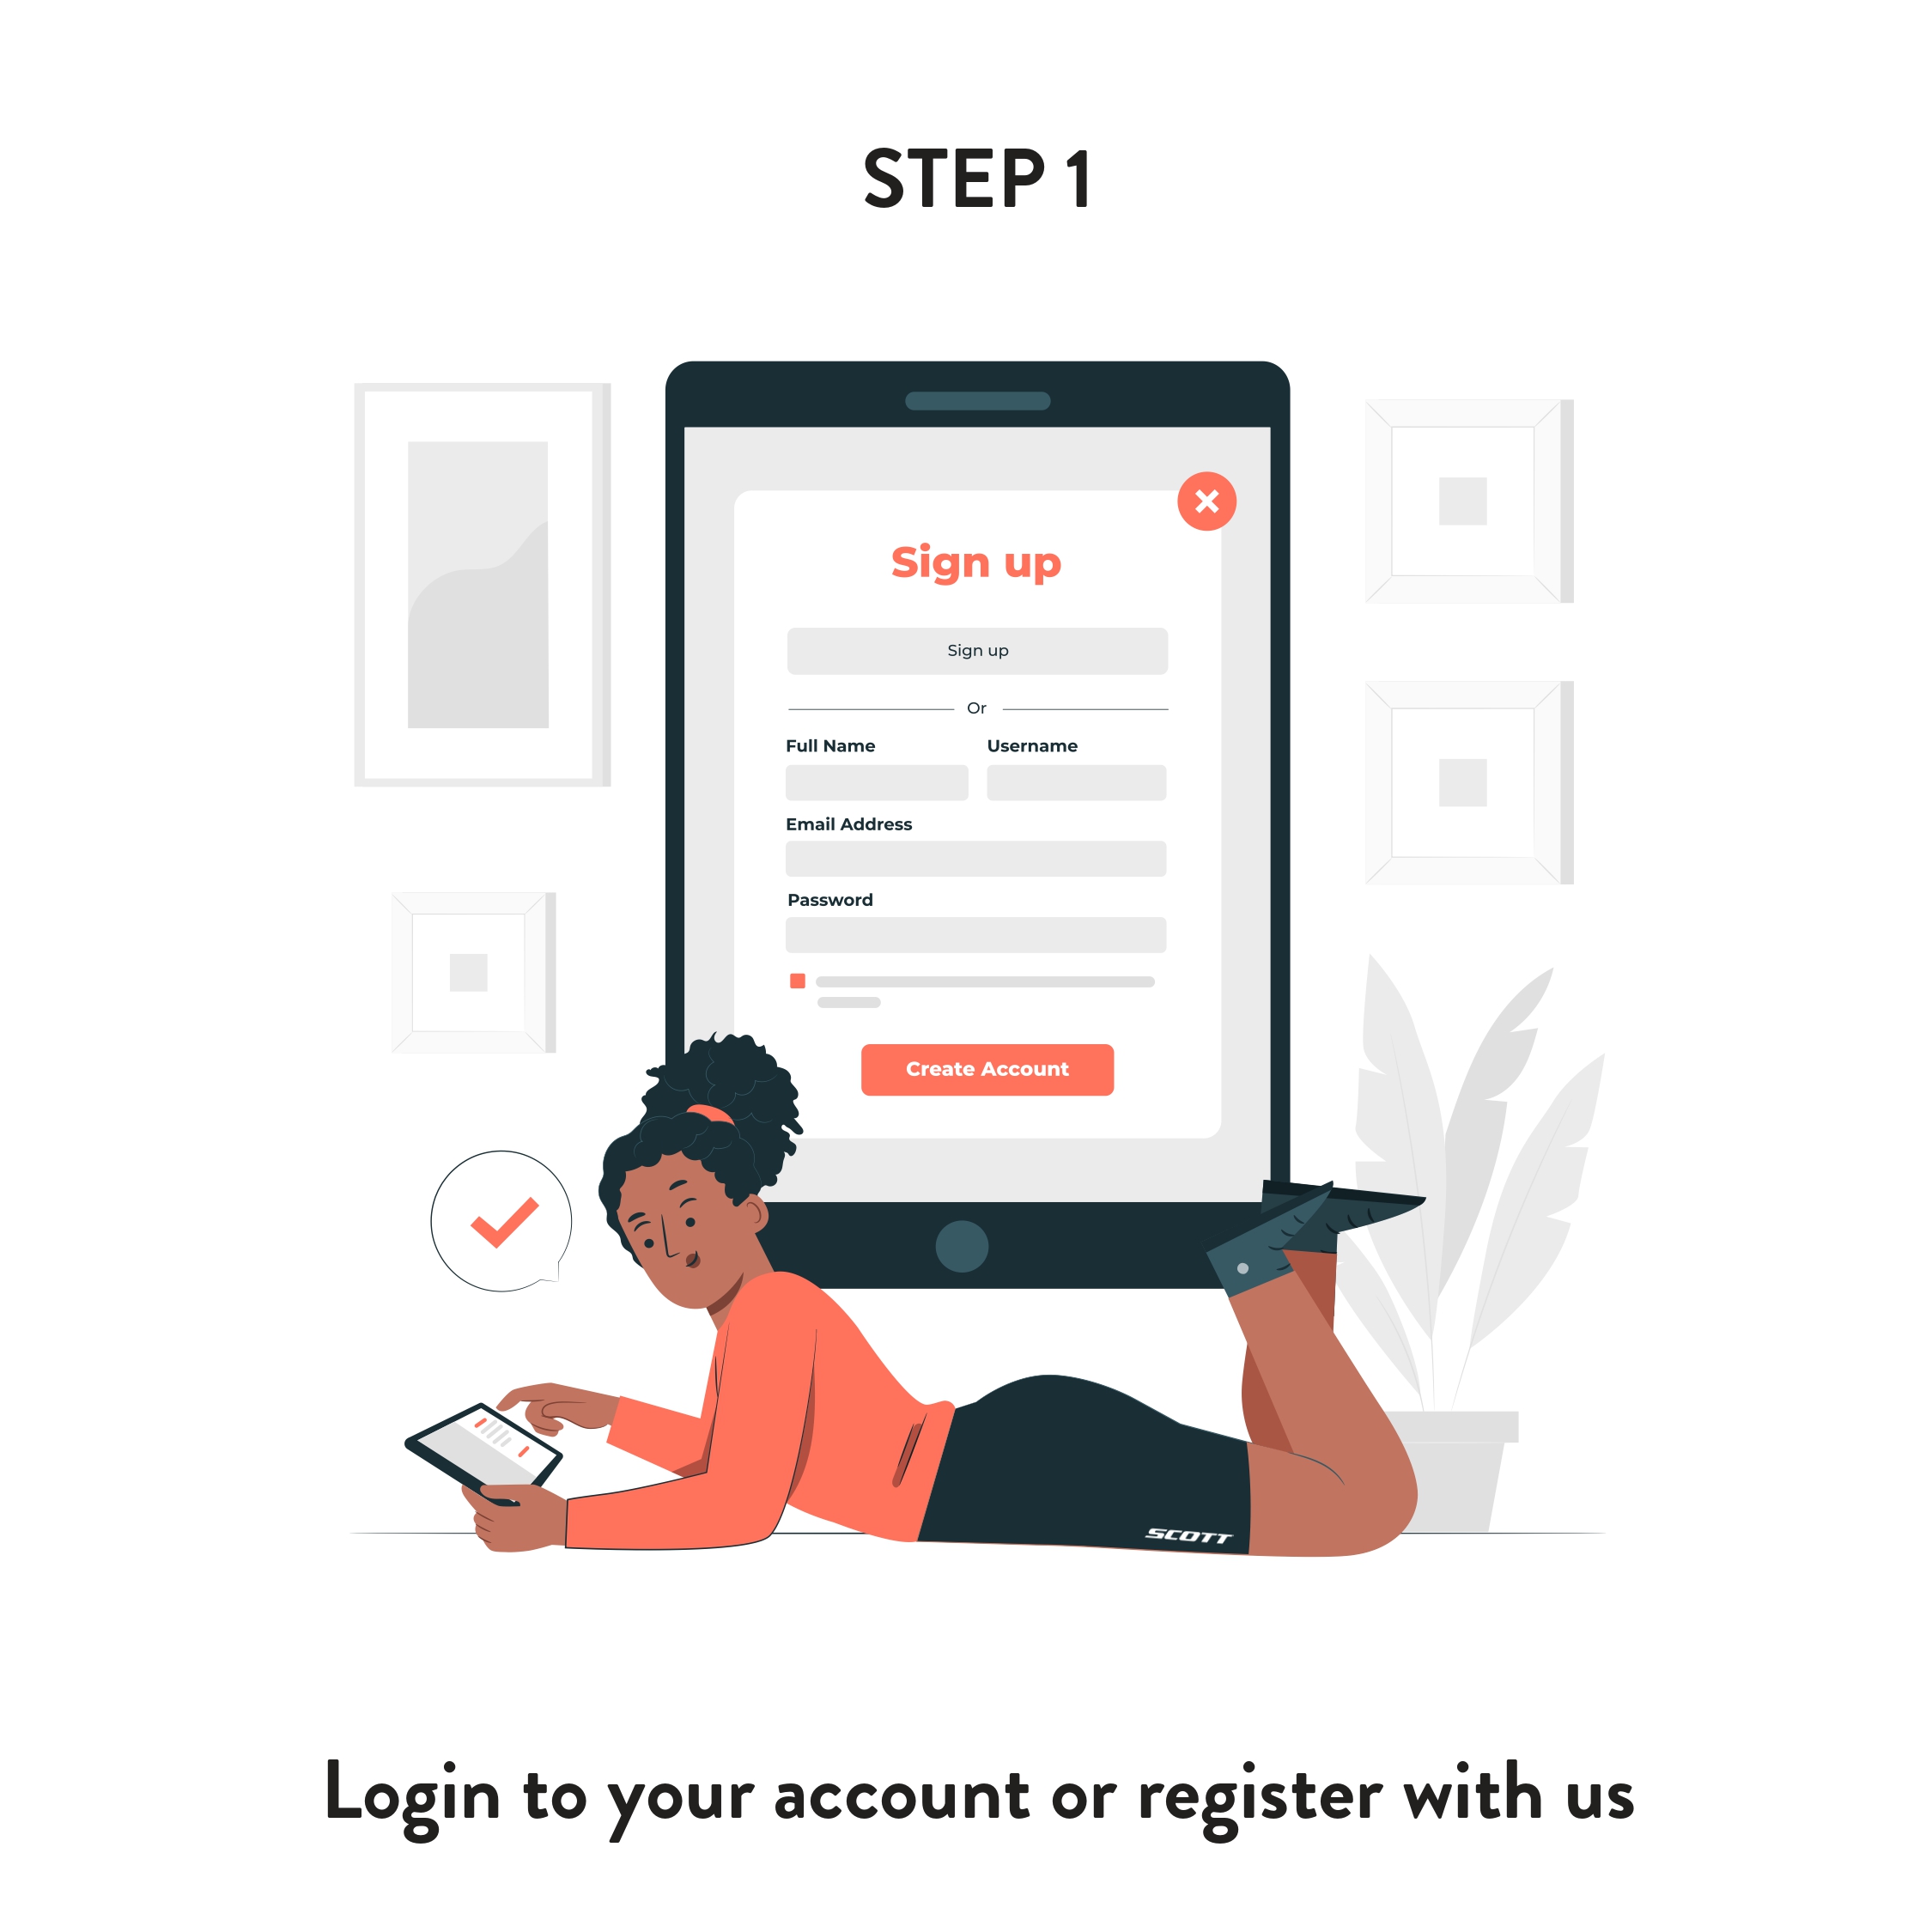 STEP 1
Sign up
Sign up
Or
Full Name Username
Email Address
Password
Create Account
SCOTT
Login to your account or register with us